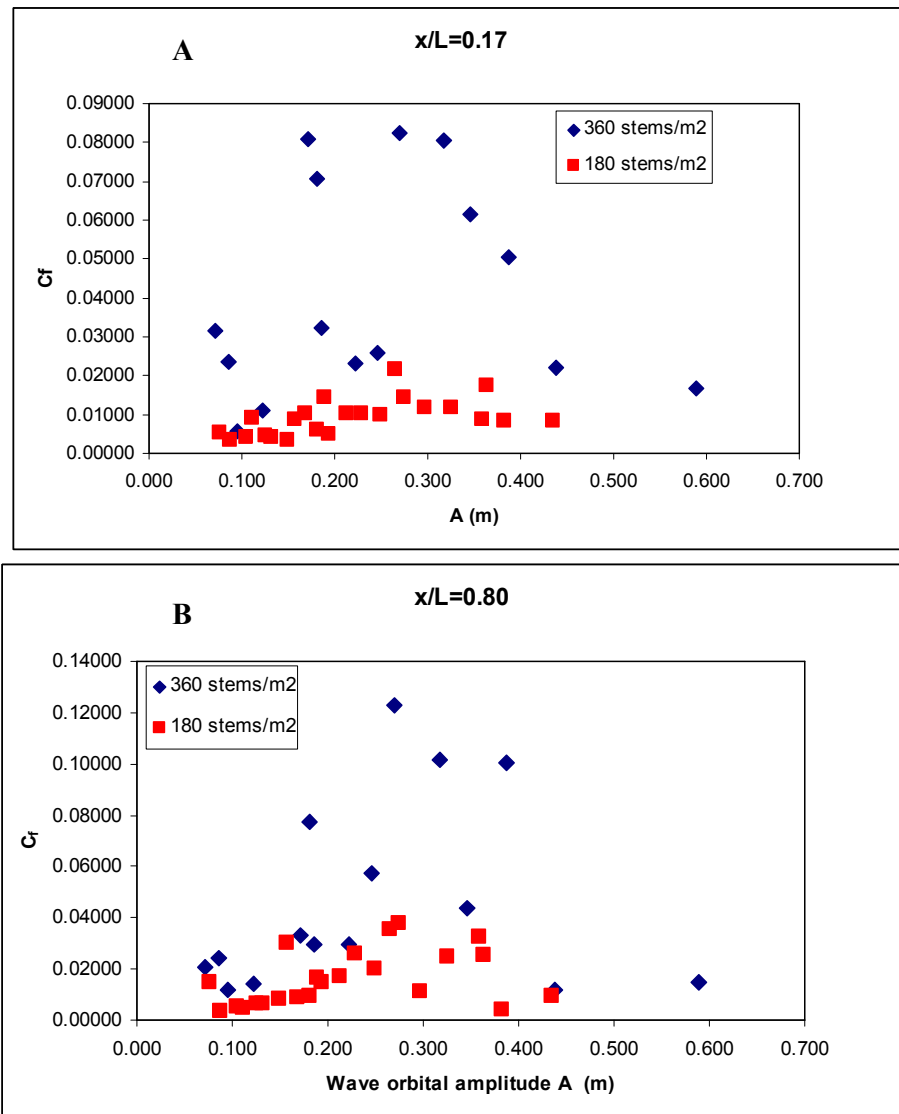 x/L=0.17
A
0.09000
0.08000
0.07000
0.06000
0.05000
0.04000
0.03000
0.02000
0.01000
0.00000
Cf
360 stems/m2
180 stems/m2
0.000 0.100 0.200 0.300 0.400 0.500 0.600 0.700
A (m)
x/L=0.80
B
0.14000
0.12000
0.10000
0.08000
0.06000
0.04000
0.02000
0.00000
Cf
360 stems/m2
180 stems/m2
0.000 0.100 0.200 0.300 0.400 0.500 0.600 0.700
Wave orbital amplitude A (m)